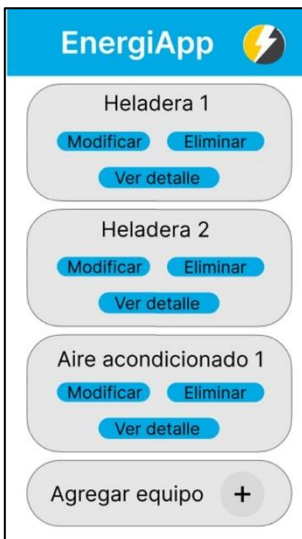 EnergiApp
Heladera 1
Modificar Eliminar
Ver detalle
Heladera 2
Modificar Eliminar
Ver detalle
Aire acondicionado 1
Modificar Eliminar
Ver detalle
Agregar equipo +